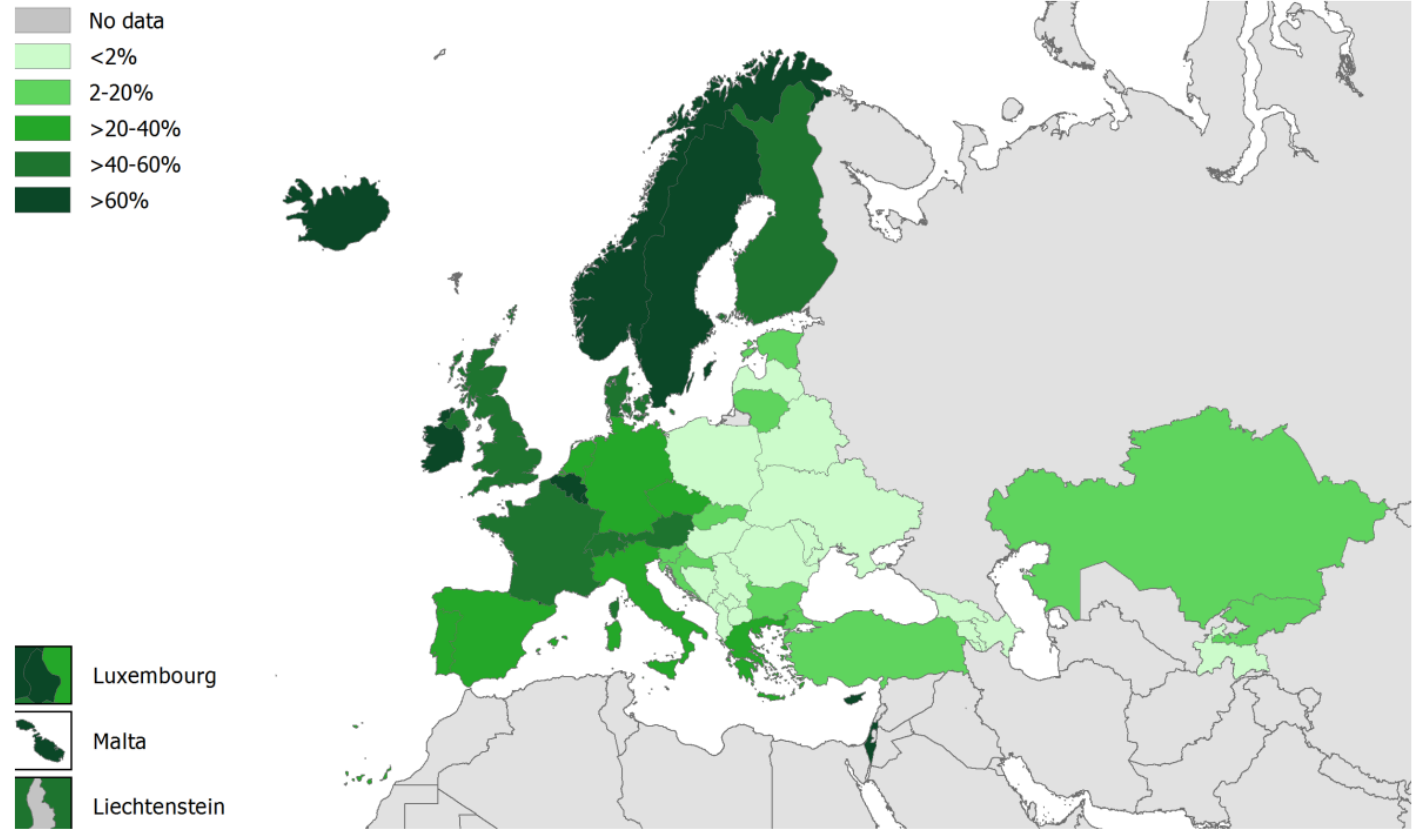 No data
<2%
2-20%
>20-40%
>40-60%
>60%
Luxembourg
Malta
Liechtenstein